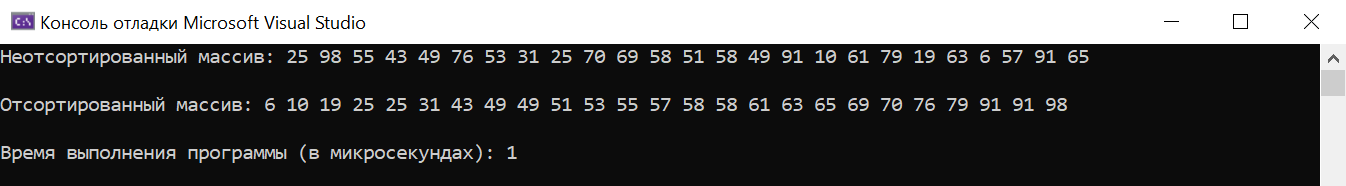 Консоль отладки Microsoft Visual Studio
Неотсортированный массив: 25 98 55 43 49 76 53 31 25 70 69 58 51 58 49 91 10 61 79 19 63 6 57 91 65
Отсортированный массив: 6 10 19 25 25 31 43 49 49 51 53 55 57 58 58 61 63 65 69 70 76 79 91 91 98
Время выполнения программы (в микросекундах): 1